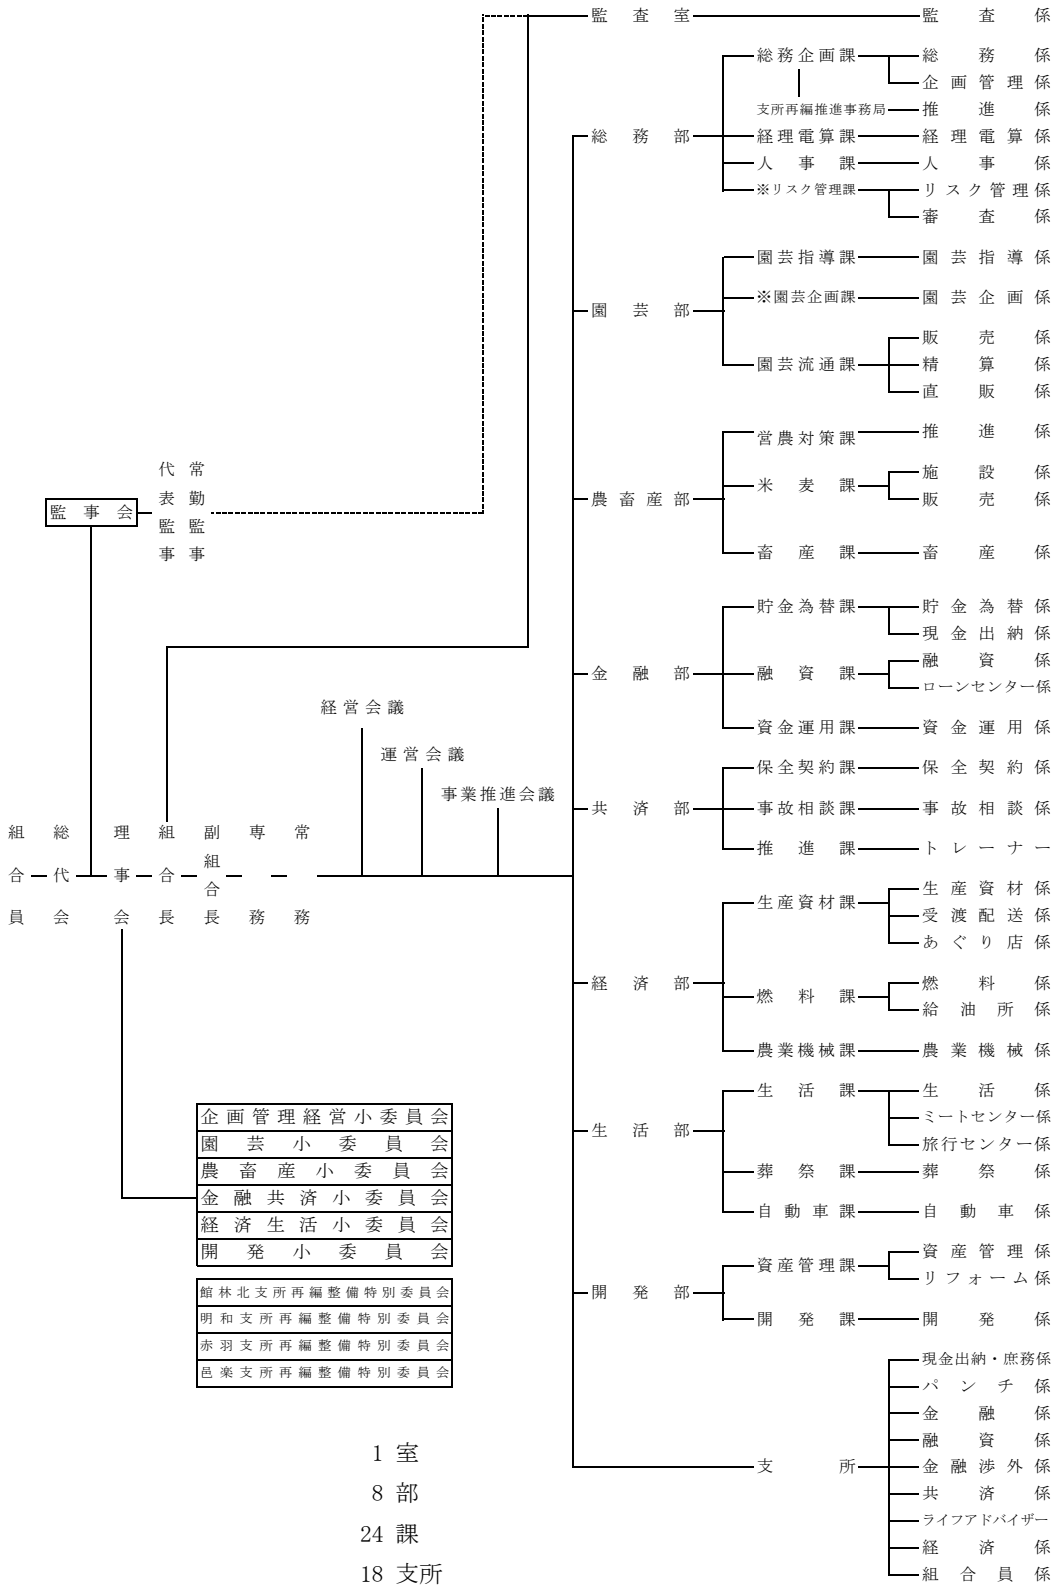 監査室 監査係
総務企画課 総務係
企画管理係
支所再編推進事務局 推進係
総務部 経理電算課 経理電算係
人事課 人事係
※リスク管理課 リスク管理係
審査係
園芸指導課 園芸指導係
※園芸企画課 園芸企画係
園芸部
販売係
園芸流通課 精算係
直販係
営農対策課 推進係
施設係
米麦課
農畜産部 販売係
畜産課 畜産係
監事会
代表監事
常勤監事
貯金為替課 貯金為替係
現金出納係
融資係
金融部 融資課
ローンセンター係
資金運用課 資金運用係
経営会議
運営会議
事業推進会議
保全契約課 保全契約係
共済部 事故相談課 事故相談係
推進課 トレーナー
組合員
総代会
理事会
組合長
副組合長
専務
常務
生産資材係
生産資材課 受渡配送係
あぐり店係
経済部 燃料係
燃料課
給油所係
農業機械課 農業機械係
生活課 生活係
ミートセンター係
生活部
旅行センター係
葬祭課 葬祭係
自動車課 自動車係
企画管理経営小委員会
園芸小委員会
農畜産小委員会
金融共済小委員会
経済生活小委員会
開発小委員会
館林北支所再編整備特別委員会
明和支所再編整備特別委員会
赤羽支所再編整備特別委員会
邑楽支所再編整備特別委員会
資産管理係
資産管理課
リフォーム係
開発部
開発課 開発係
現金出納・庶務係
パンチ係
金融係
融資係
支所 金融渉外係
共済係
ライフアドバイザー
経済係
組合員係
1 室
8 部
24 課
18 支所